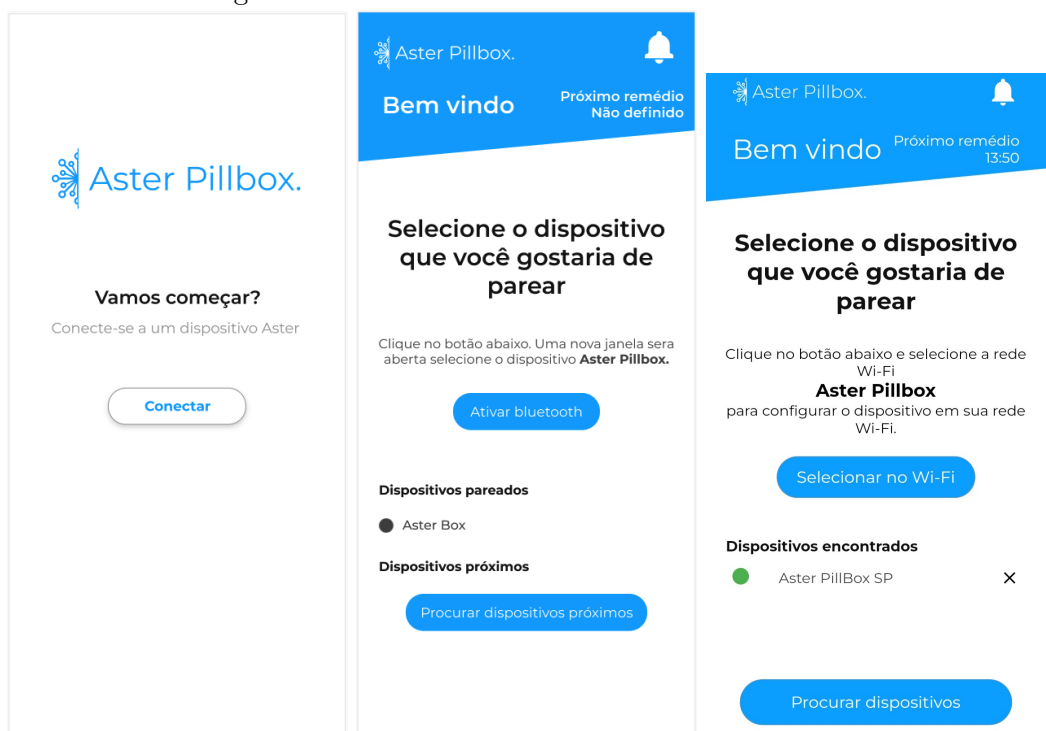 Aster Pillbox.
Vamos começar?
Conecte-se a um dispositivo Aster
Conectar
Aster Pillbox.
Bem vindo
Próximo remédio
Não definido
Selecione o dispositivo
que você gostaria de
parear
Clique no botão abaixo. Uma nova janela sera
aberta selecione o dispositivo Aster Pillbox.
Ativar bluetooth
Dispositivos pareados
Aster Box
Dispositivos próximos
Procurar dispositivos próximos
Aster Pillbox.
Bem vindo
Próximo remédio
13:50
Selecione o dispositivo
que você gostaria de
parear
Clique no botão abaixo e selecione a rede
Wi-Fi
Aster Pillbox
para configurar o dispositivo em sua rede
Wi-Fi.
Selecionar no Wi-Fi
Dispositivos encontrados
Aster PillBox SP
Procurar dispositivos